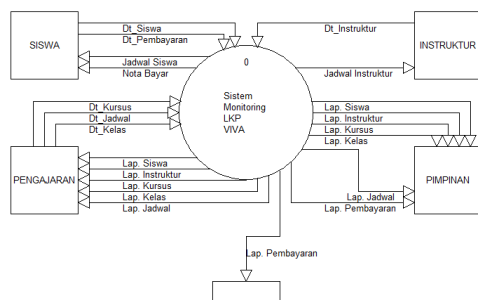 Dt_Siswa
Dt_Pembayaran
SISWA
Jadwal Siswa
Nota Bayar
0
Sistem
Monitoring
LKP
VIVA
Dt_Instruktur
INSTRUKTUR
Jadwal Instruktur
Dt_Kursus
Dt_Jadwal
Dt_Kelas
PENGAJARAN
Lap. Siswa
Lap. Instruktur
Lap. Kursus
Lap. Kelas
Lap. Jadwal
Lap. Siswa
Lap. Instruktur
Lap. Kursus
Lap. Kelas
PIMPINAN
Lap. Jadwal
Lap. Pembayaran
Lap. Pembayaran